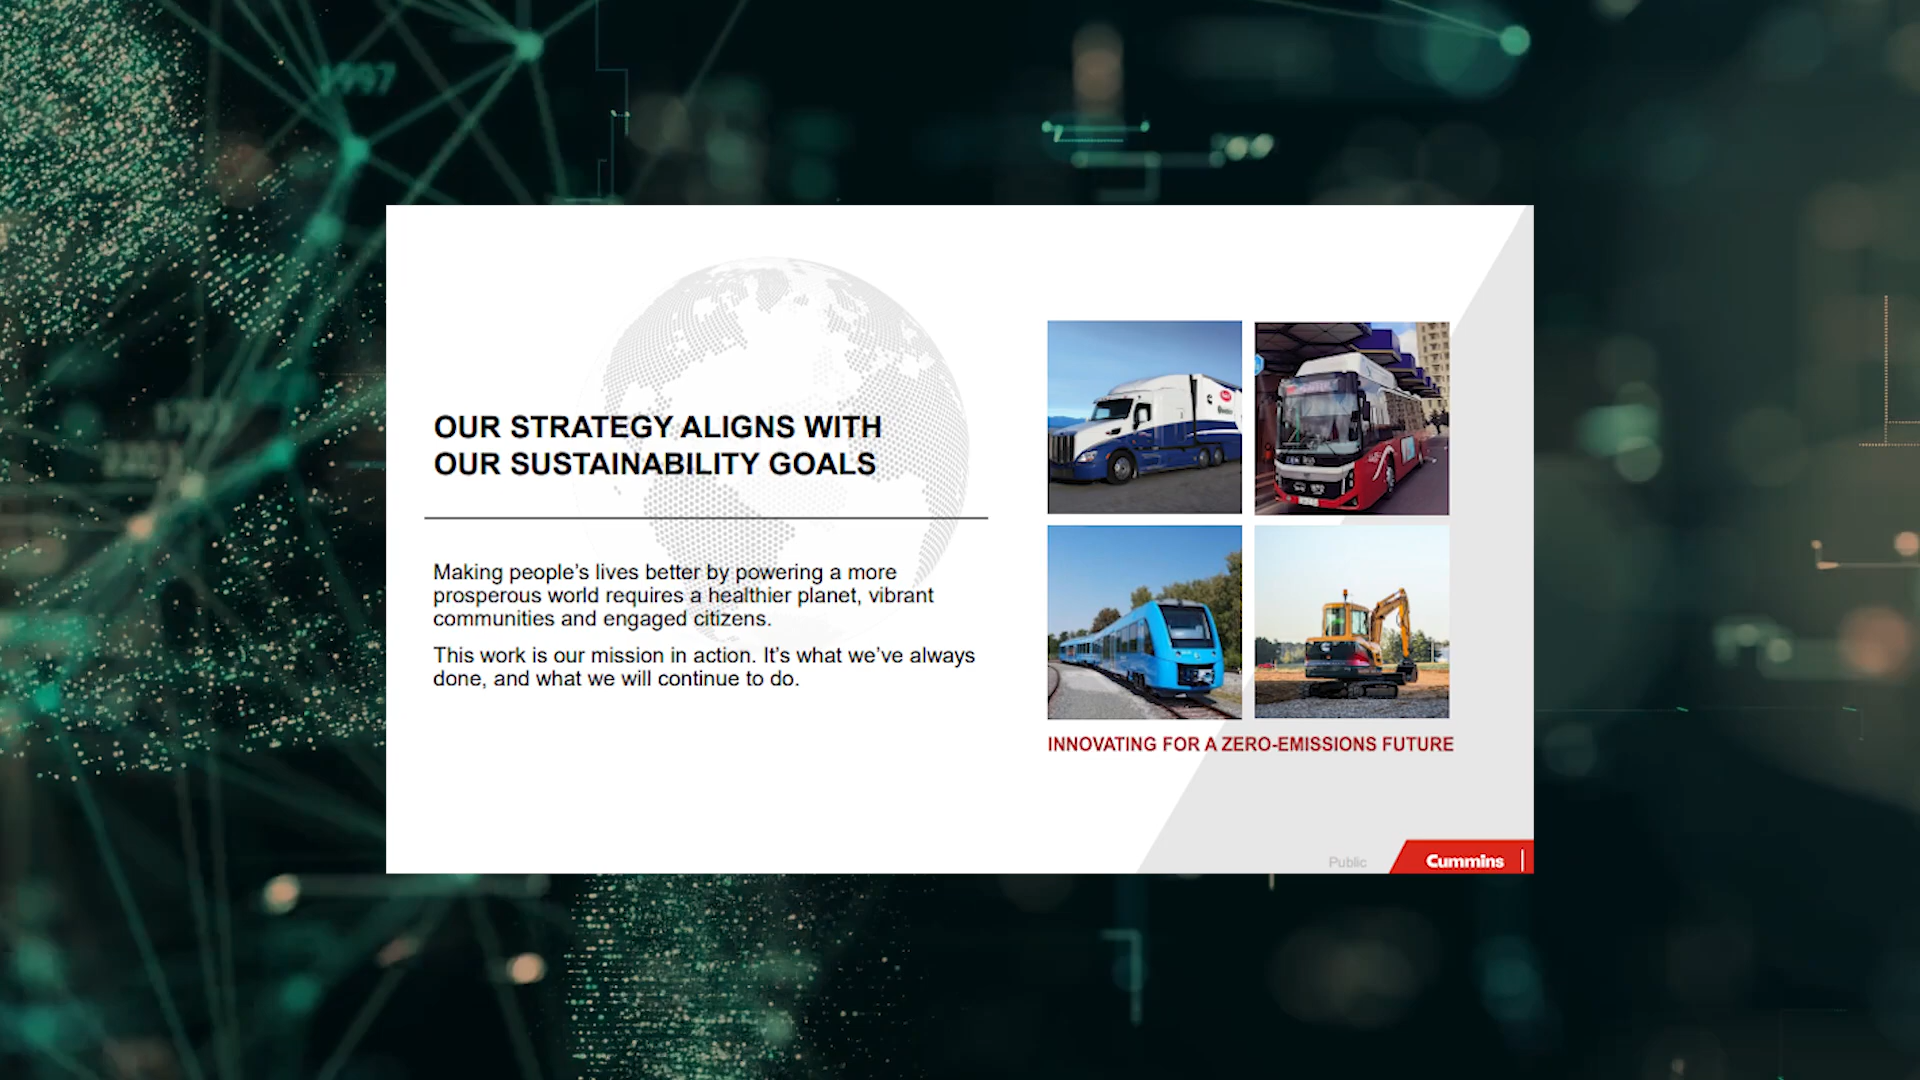 OUR STRATEGY ALIGNS WITH
OUR SUSTAINABILITY GOALS
Making people’s lives better by powering a more
prosperous world requires a healthier planet, vibrant
communities and engaged citizens.
This work is our mission in action. It’s what we’ve always
done, and what we will continue to do.
INNOVATING FOR A ZERO-EMISSIONS FUTURE
Public
Cummins